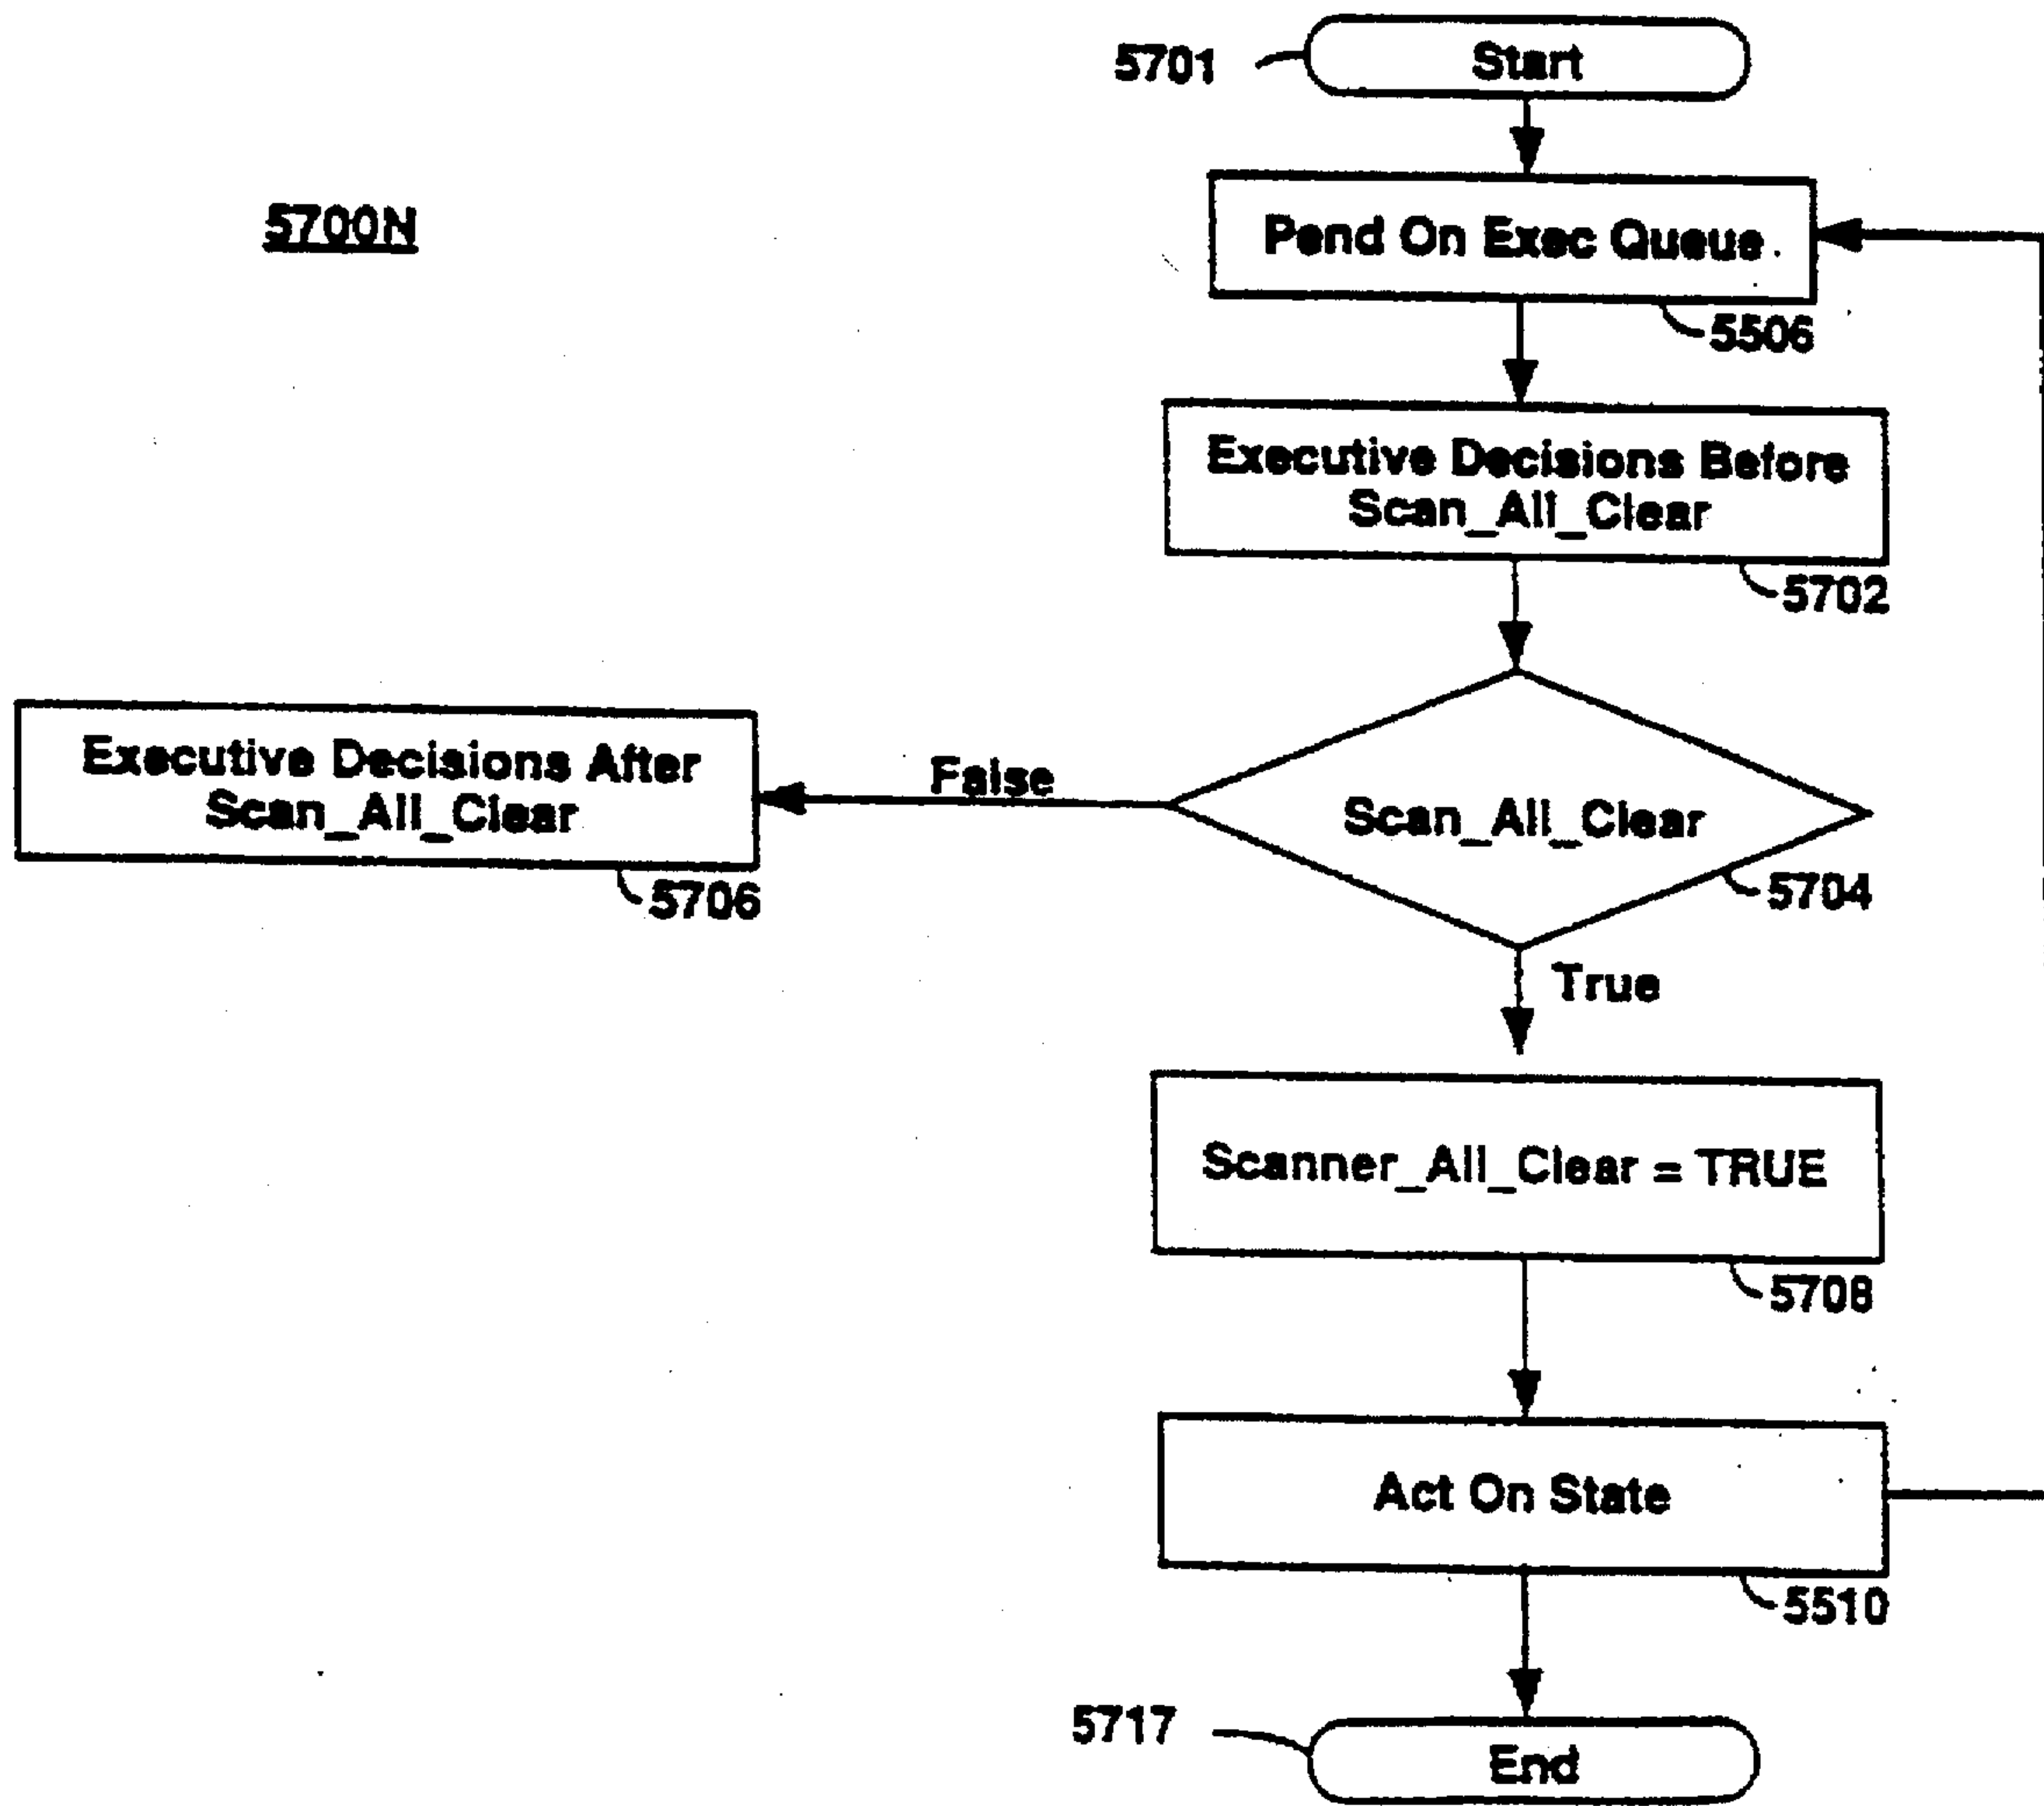 5701
Start
5700N
Pend On Exec Queue
5506
Executive Decisions Before
Scan_All_Clear
5702
Executive Decisions After
Scan_All_Clear
5706
False
Scan_All_Clear
5704
True
Scanner_All_Clear = TRUE
5708
Act On State
5510
5717
End